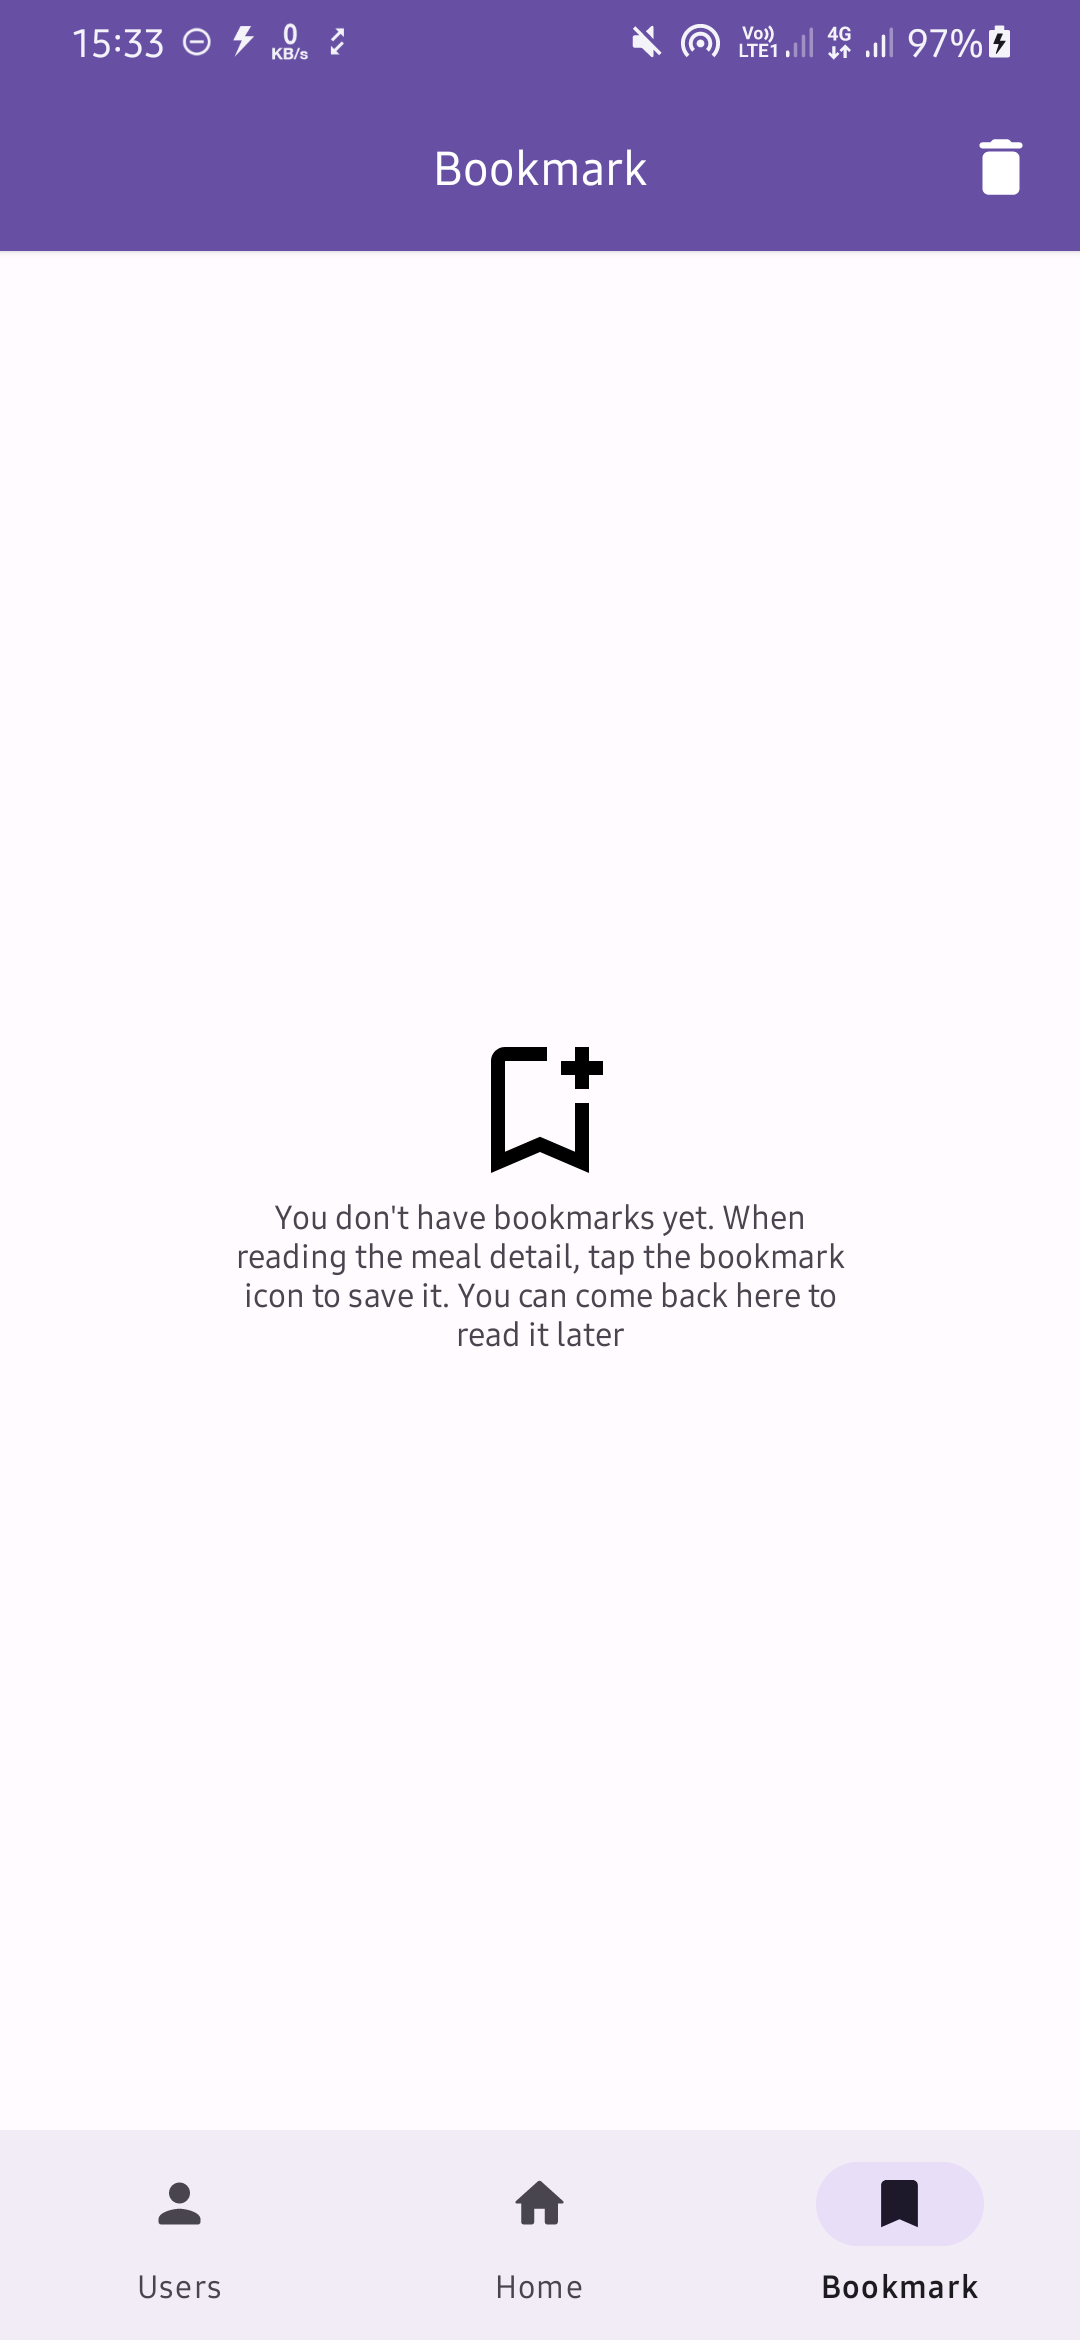 15:33 0 KB/s Vo)) LTE1 4G 97%
Bookmark
You don't have bookmarks yet. When
reading the meal detail, tap the bookmark
icon to save it. You can come back here to
read it later
Users Home Bookmark